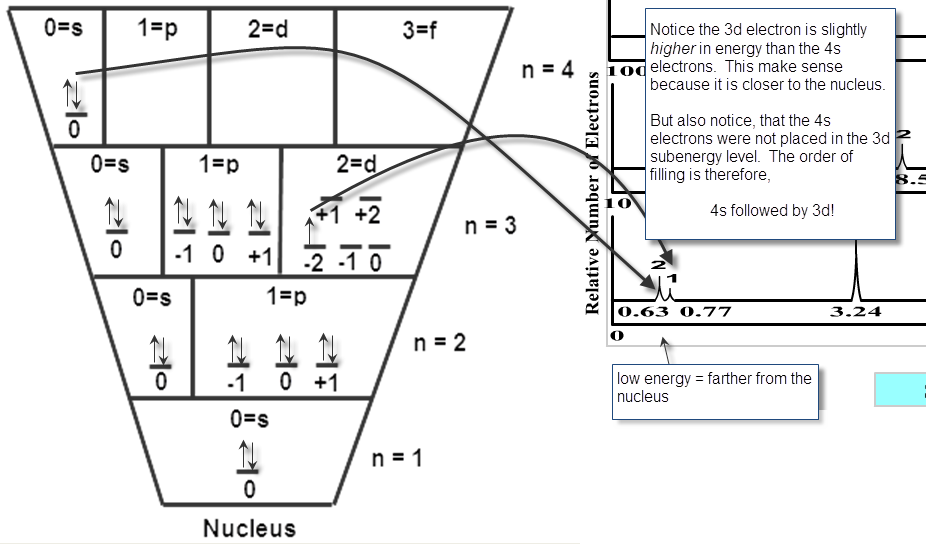 0=s 1=p 2=d 3=f
n = 4
0
0=s 1=p 2=d
+1 +2
n = 3
0 -1 0 +1 -2 -1 0
0=s 1=p
n = 2
0 -1 0 +1
0=s
n = 1
0
Nucleus
Notice the 3d electron is slightly
higher in energy than the 4s
electrons. This make sense
because it is closer to the nucleus.
But also notice, that the 4s
electrons were not placed in the 3d
subenergy level. The order of
filling is therefore,
4s followed by 3d!
Relative Number of Electrons
100
2
8.5
10
2
1
0.63 0.77 3.24
0
low energy = farther from the
nucleus